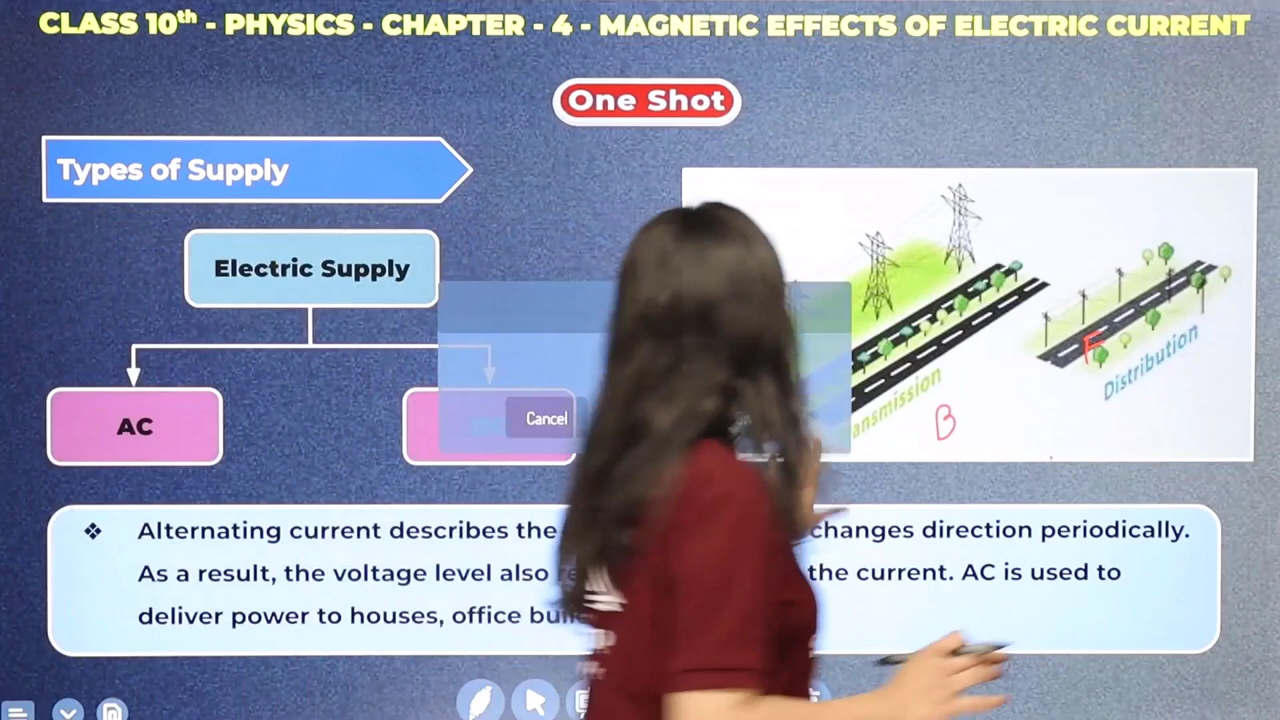 CLASS 10th - PHYSICS - CHAPTER - 4 - MAGNETIC EFFECTS OF ELECTRIC CURRENT
One Shot
Types of Supply
Electric Supply
AC
Cancel
ansmission
B
F
Distribution
❖ Alternating current describes the changes direction periodically.
As a result, the voltage level also the current. AC is used to
deliver power to houses, office